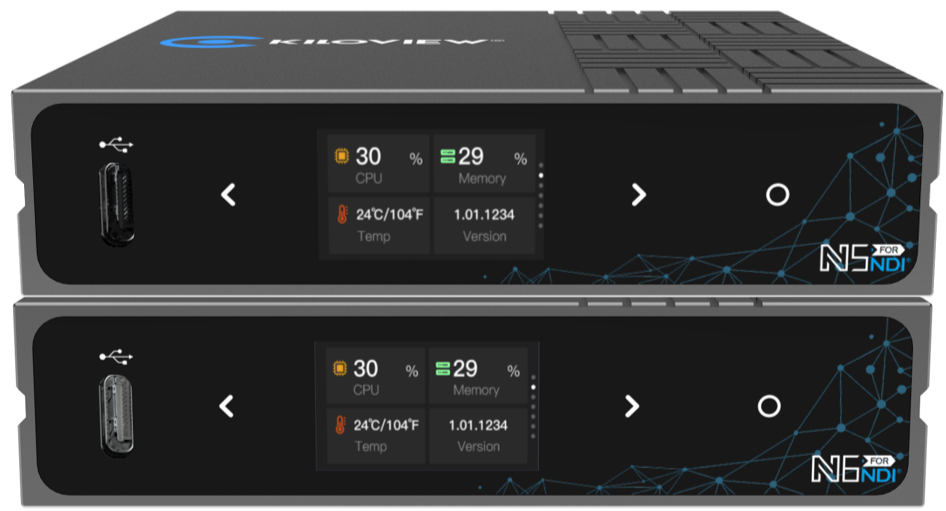 KILOVIEW
30 %
CPU
29 %
Memory
24℃/104℉
Temp
1.01.1234
Version
N5 FOR NDI®
30 %
CPU
29 %
Memory
24℃/104℉
Temp
1.01.1234
Version
N6 FOR NDI®